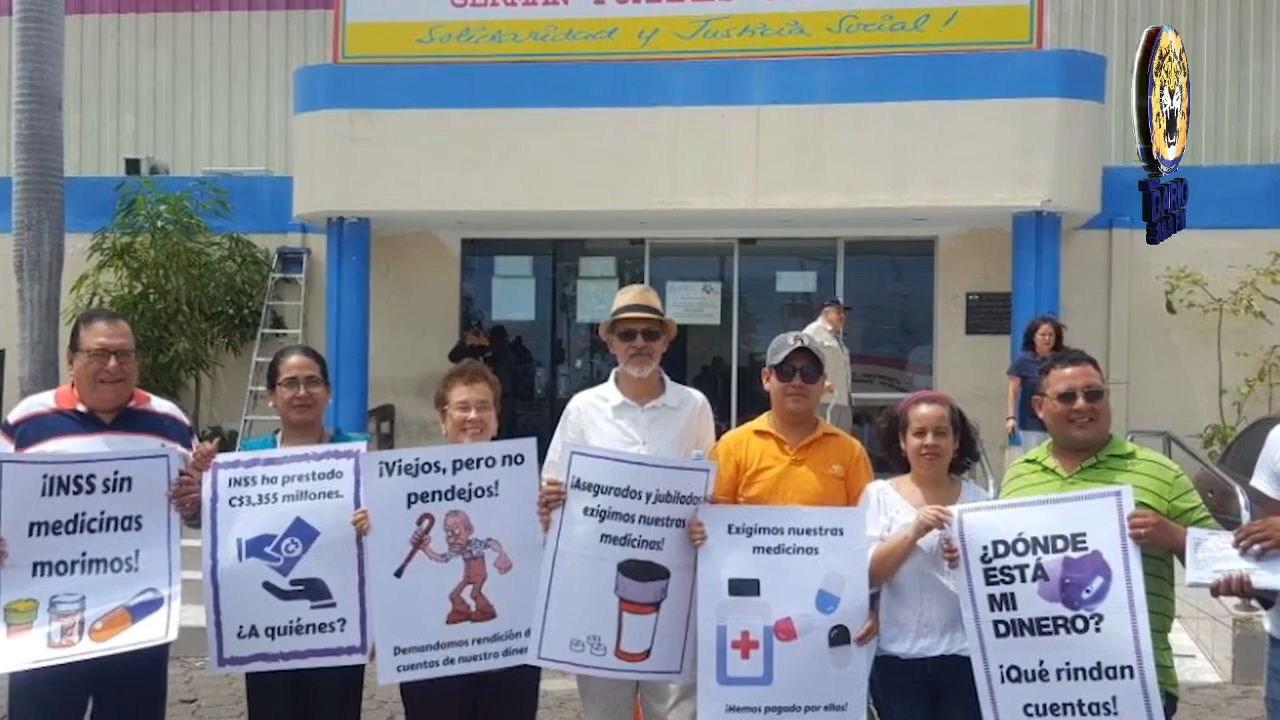 Solidaridad y Justicia Social!
¡INSS sin
medicinas
morimos!
INSS ha prestado
C$3,355 millones.
¿A quiénes?
¡Viejos, pero no
pendejos!
Demandamos rendición d
cuentas de nuestro diner
¡Asegurados y jubilados
exigimos nuestras
medicinas!
Exigimos nuestras
medicinas
¡Hemos pagado por ellas!
¿DÓNDE
ESTÁ
MI
DINERO?
¡Qué rindan
cuentas!